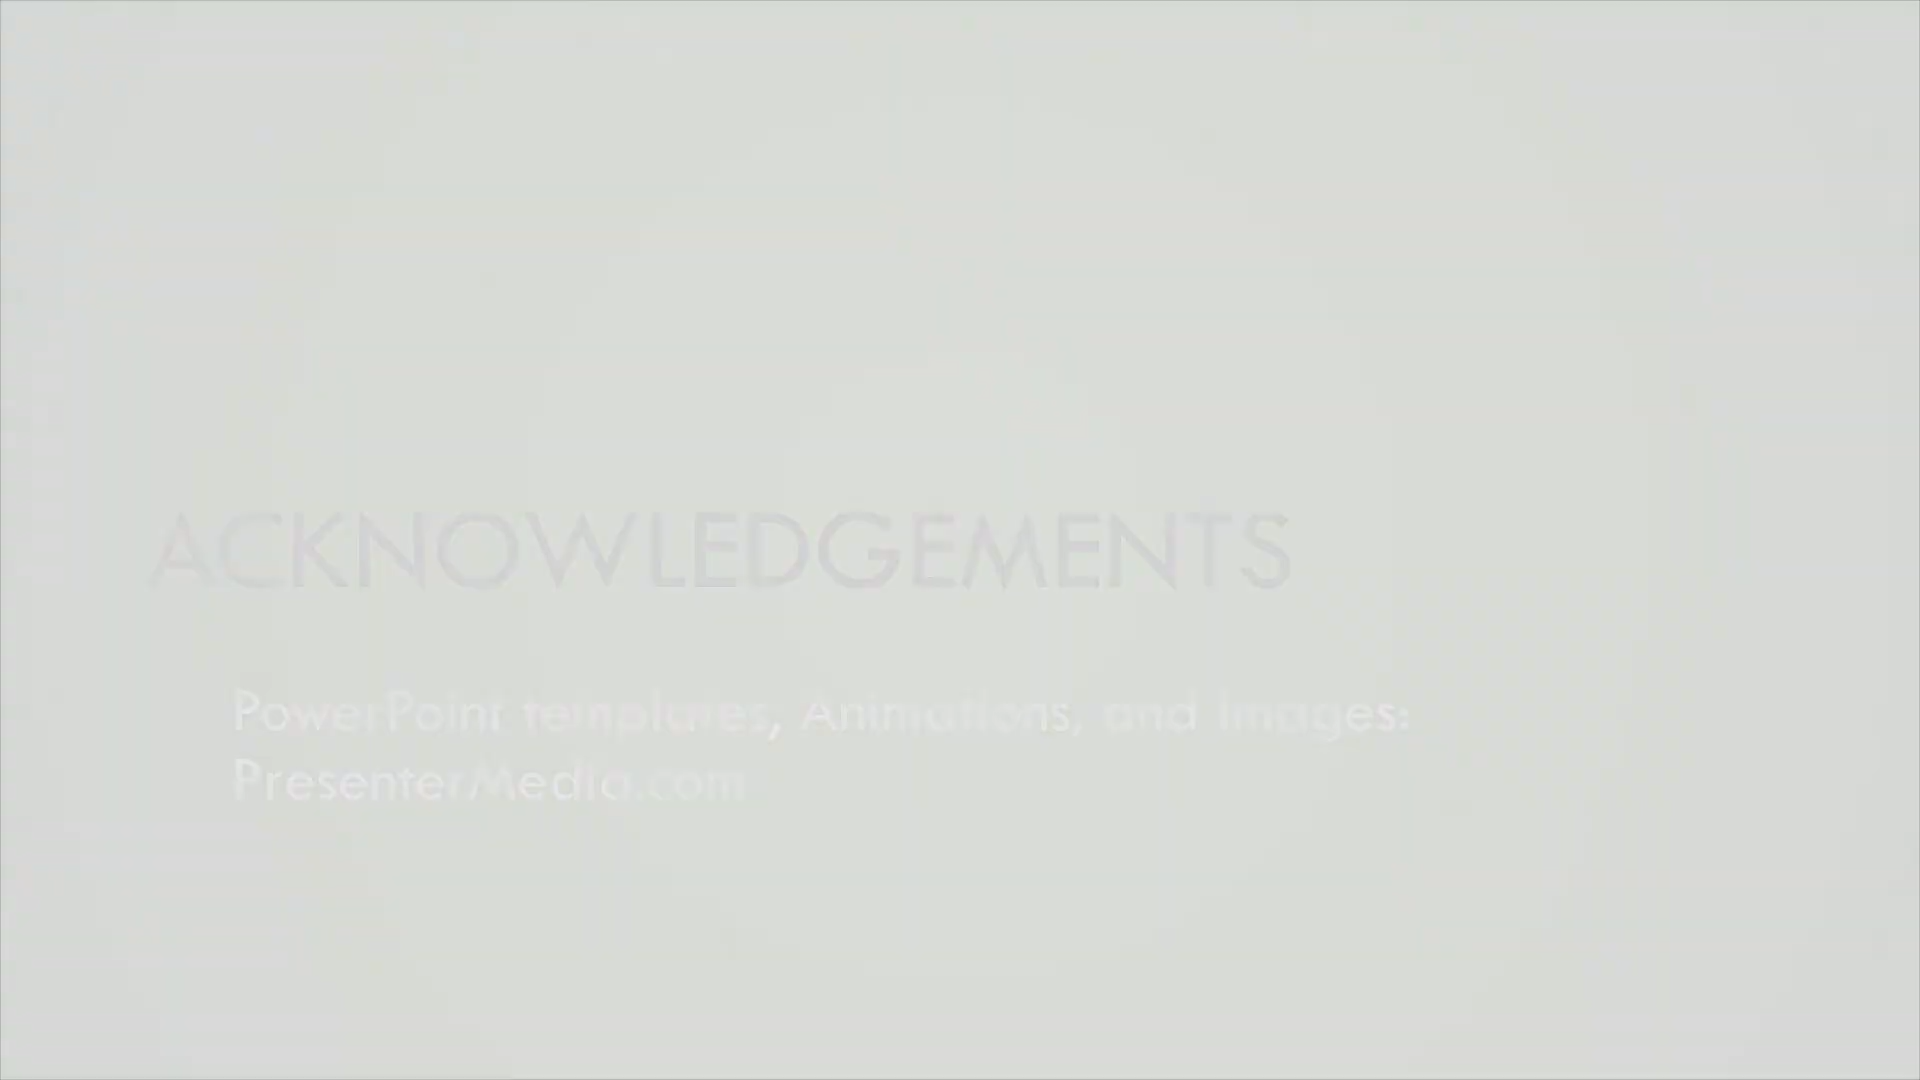 ACKNOWLEDGEMENTS
PowerPoint templates, Animations, and Images:
PresenterMedia.com